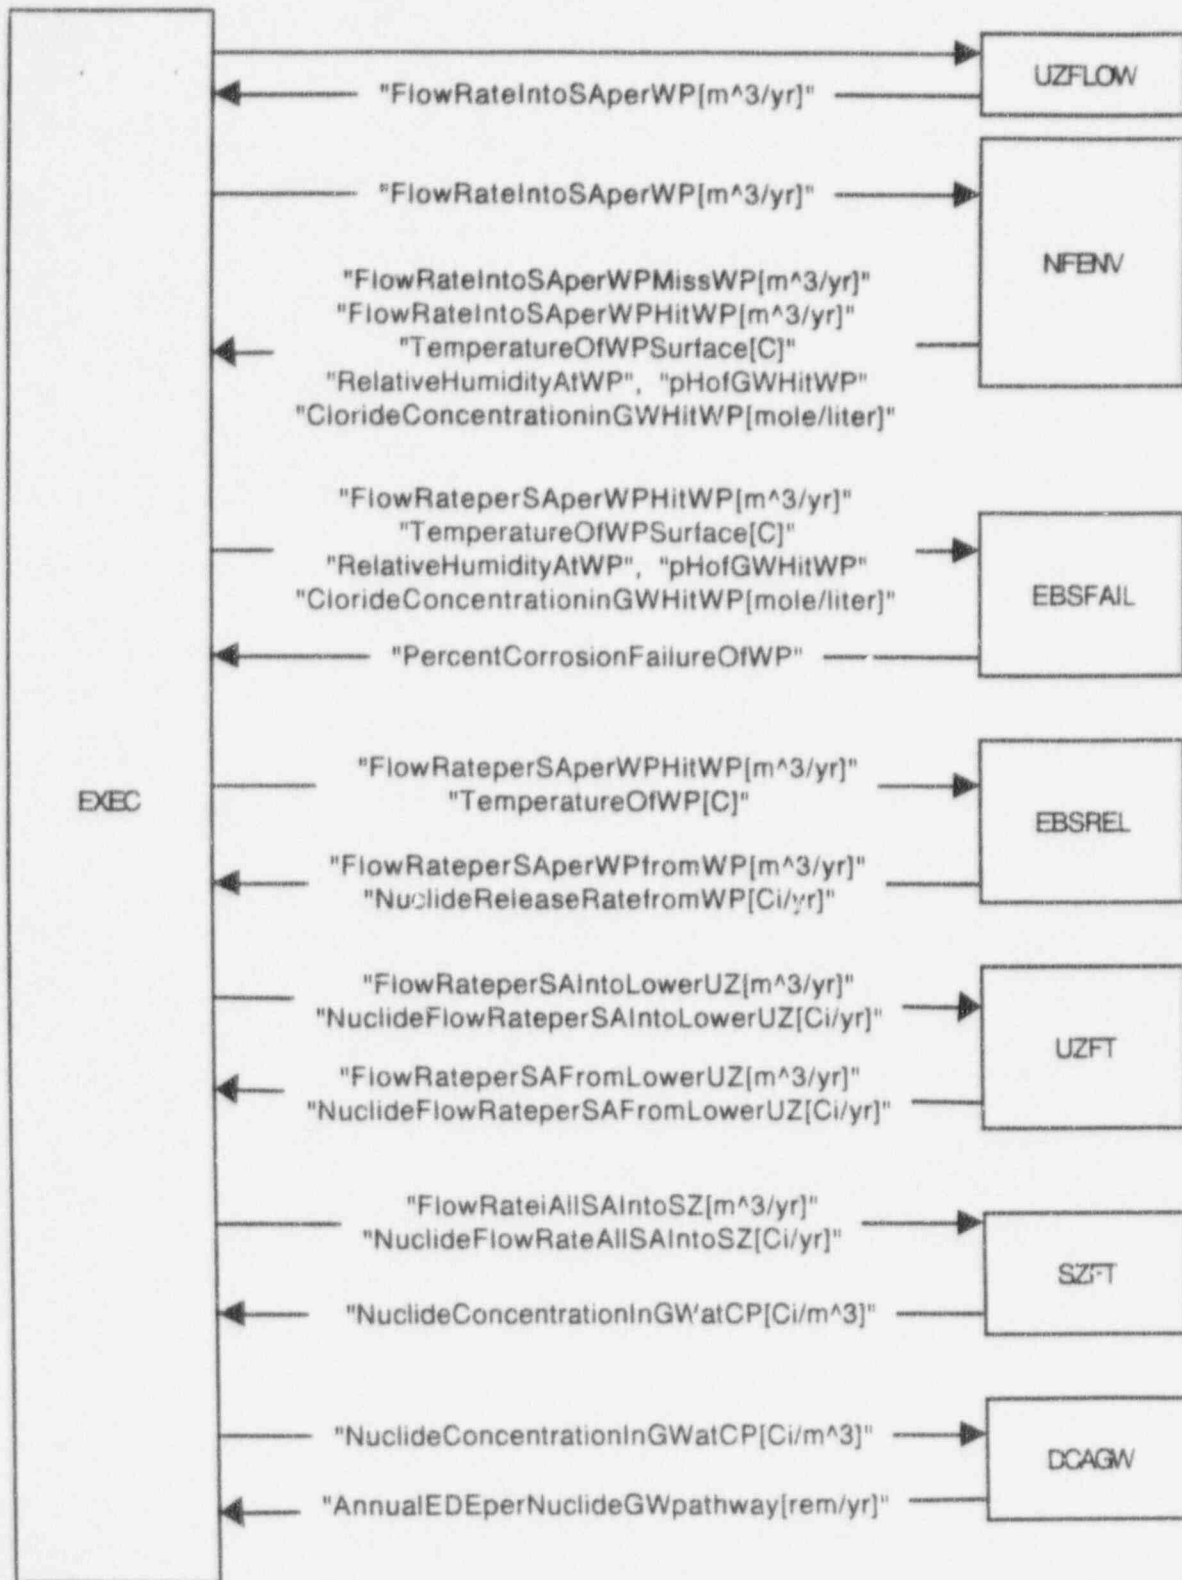 UZFLOW
"FlowRateIntoSAperWP[m^3/yr]"
"FlowRateIntoSAperWP[m^3/yr]"
NFENV
"FlowRateIntoSAperWPMissWP[m^3/yr]"
"FlowRateIntoSAperWPHitWP[m^3/yr]"
"TemperatureOfWPSurface[C]"
"RelativeHumidityAtWP", "pHofGWHitWP"
"ClorideConcentrationinGWHitWP[mole/liter]"
"FlowRateperSAperWPHitWP[m^3/yr]"
"TemperatureOfWPSurface[C]"
"RelativeHumidityAtWP", "pHofGWHitWP"
"ClorideConcentrationinGWHitWP[mole/liter]"
EBSFAIL
"PercentCorrosionFailureOfWP"
EXEC
"FlowRateperSAperWPHitWP[m^3/yr]"
"TemperatureOfWP[C]"
EBSREL
"FlowRateperSAperWPfromWP[m^3/yr]"
"NuclideReleaseRatefromWP[Ci/yr]"
"FlowRateperSAIntoLowerUZ[m^3/yr]"
"NuclideFlowRateperSAIntoLowerUZ[Ci/yr]"
UZFT
"FlowRateperSAFromLowerUZ[m^3/yr]"
"NuclideFlowRateperSAFromLowerUZ[Ci/yr]"
"FlowRateiAllSAIntoSZ[m^3/yr]"
"NuclideFlowRateAllSAIntoSZ[Ci/yr]"
SZFT
"NuclideConcentrationInGWatCP[Ci/m^3]"
"NuclideConcentrationInGWatCP[Ci/m^3]"
DCAGW
"AnnualEDEperNuclideGWpathway[rem/yr]"